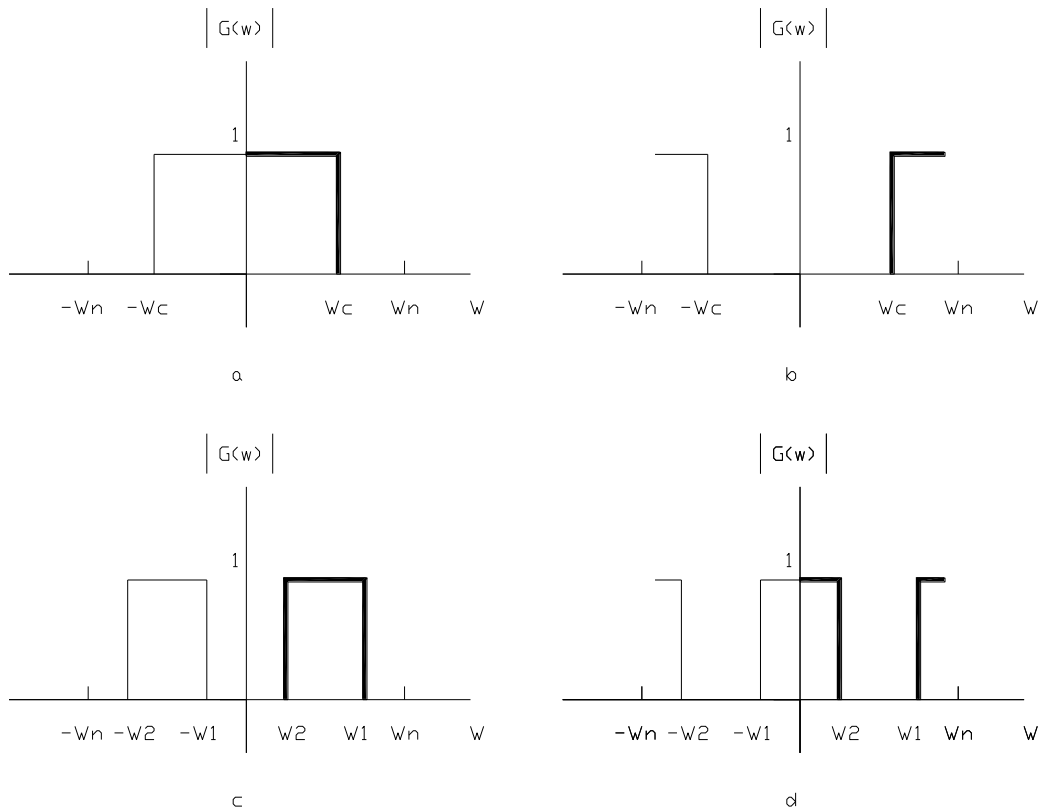 |G(w)|
1
-Wn -Wc Wc Wn W
a
|G(w)|
1
-Wn -Wc Wc Wn W
b
|G(w)|
1
-Wn -W2 -W1 W2 W1 Wn W
c
|G(w)|
1
-Wn -W2 -W1 W2 W1 Wn W
d